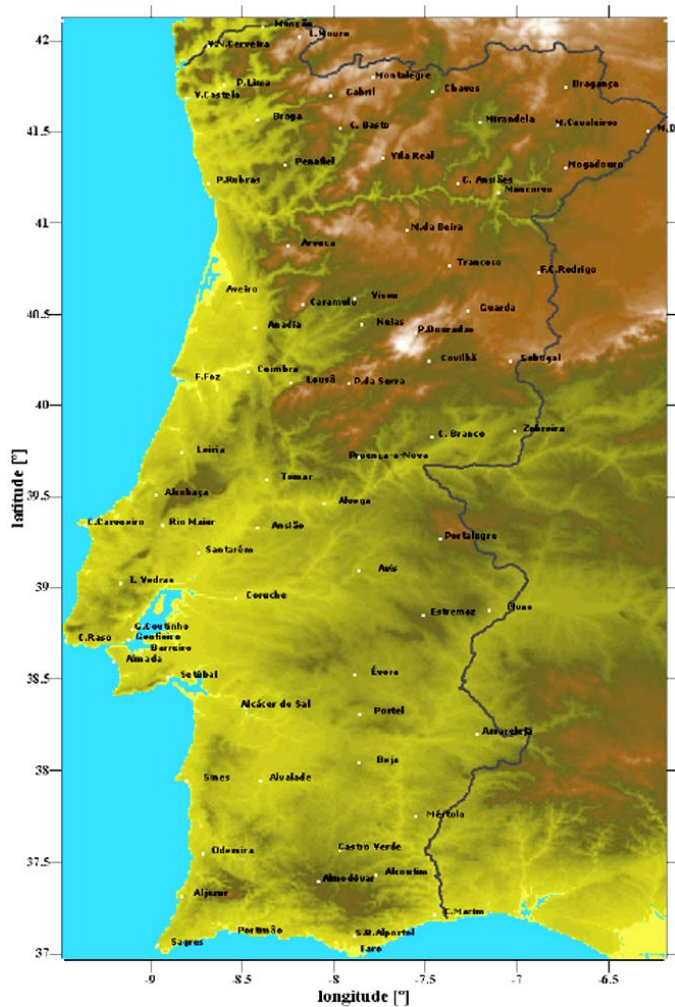 Monção
L.Mouro
V.N.Cerveira
42
Montalegre
P.Lima
Cabril
Chaves
Bragança
V.Castelo
Braga
C. Basto
Mirandela
M.Cavaleiros
41.5
M.D
Penafiel
Vila Real
Mogadouro
P.Rubras
C. Ansiães
Moncorvo
41
M.da Beira
Arouca
Trancoso
F.C.Rodrigo
Aveiro
Caramulo
Viseu
Guarda
40.5
Anadia
Nelas
P.Douradas
Covilhã
Sabugal
Coimbra
F.Foz
Lousã
P.da Serra
40
C. Branco
Zebreira
Leiria
Proença-a-Nova
Tomar
39.5
Alcobaça
Alvega
C.Carvoeiro
Rio Maior
Ansião
Portalegre
Santarém
Avis
T. Vedras
39
Coruche
Estremoz
Elvas
G.Coutinho
C.Raso
Geofísico
Barreiro
Almada
Setúbal
Évora
38.5
Alcácer do Sal
Portel
Amareleja
Beja
38
Sines
Alvalade
Mértola
Odemira
Castro Verde
37.5
Almodôvar
Alcoutim
Aljezur
C.Marim
Portimão
S.B.Alportel
Sagres
Faro
37
-9
-8.5
-8
-7.5
-7
-6.5
latitude [º]
longitude [º]